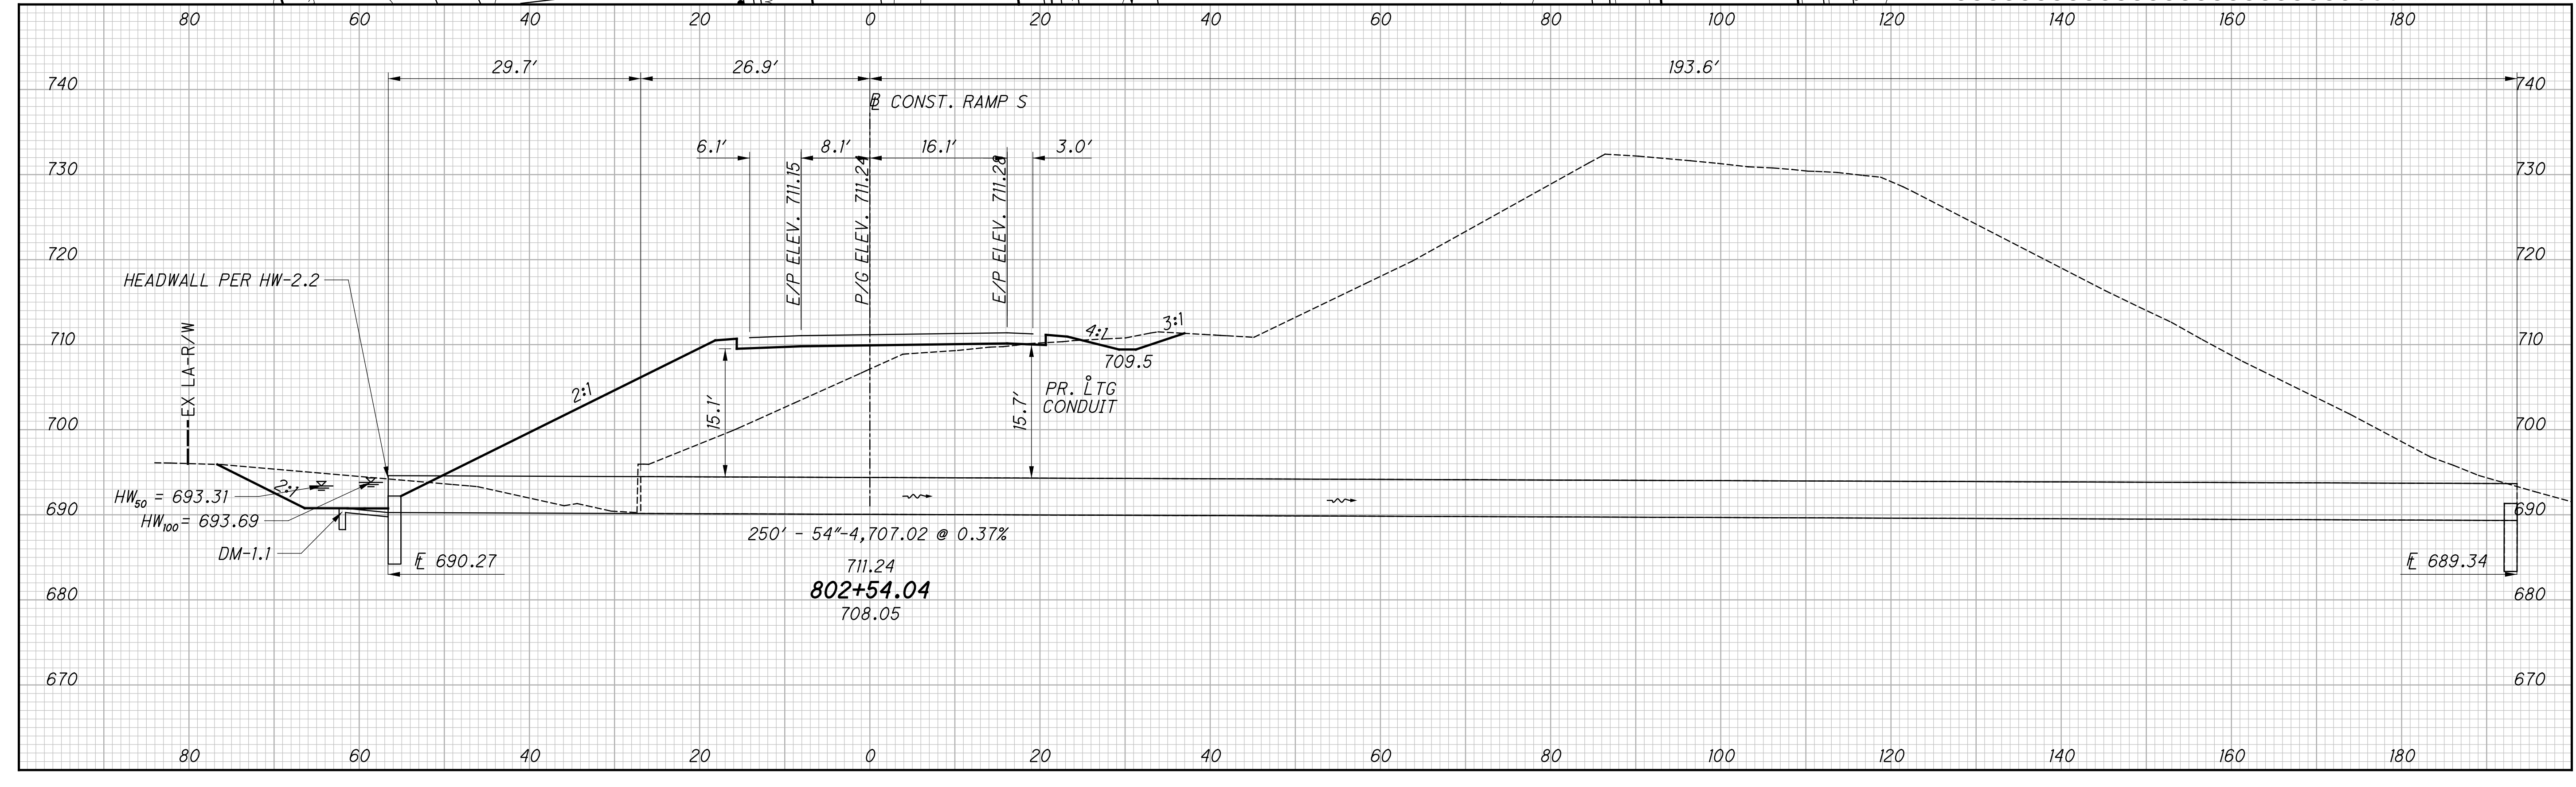 80 60 40 20 0 20 40 60 80 100 120 140 160 180
29.7' 26.9' 193.6'
740 740
℄ CONST. RAMP S
6.1' 8.1' 16.1' 3.0'
730 730
E/P ELEV. 711.15
P/G ELEV. 711.24
E/P ELEV. 711.28
720 720
HEADWALL PER HW-2.2
EX LA-R/W
710 710
4:1
3:1
709.5
2:1
PR. LTG
CONDUIT
15.1'
15.7'
700 700
2:1
HW50 = 693.31
HW100= 693.69
690 690
250' - 54"-4,707.02 @ 0.37%
DM-1.1
FL 690.27
FL 689.34
711.24
802+54.04
708.05
680 680
670 670
80 60 40 20 0 20 40 60 80 100 120 140 160 180